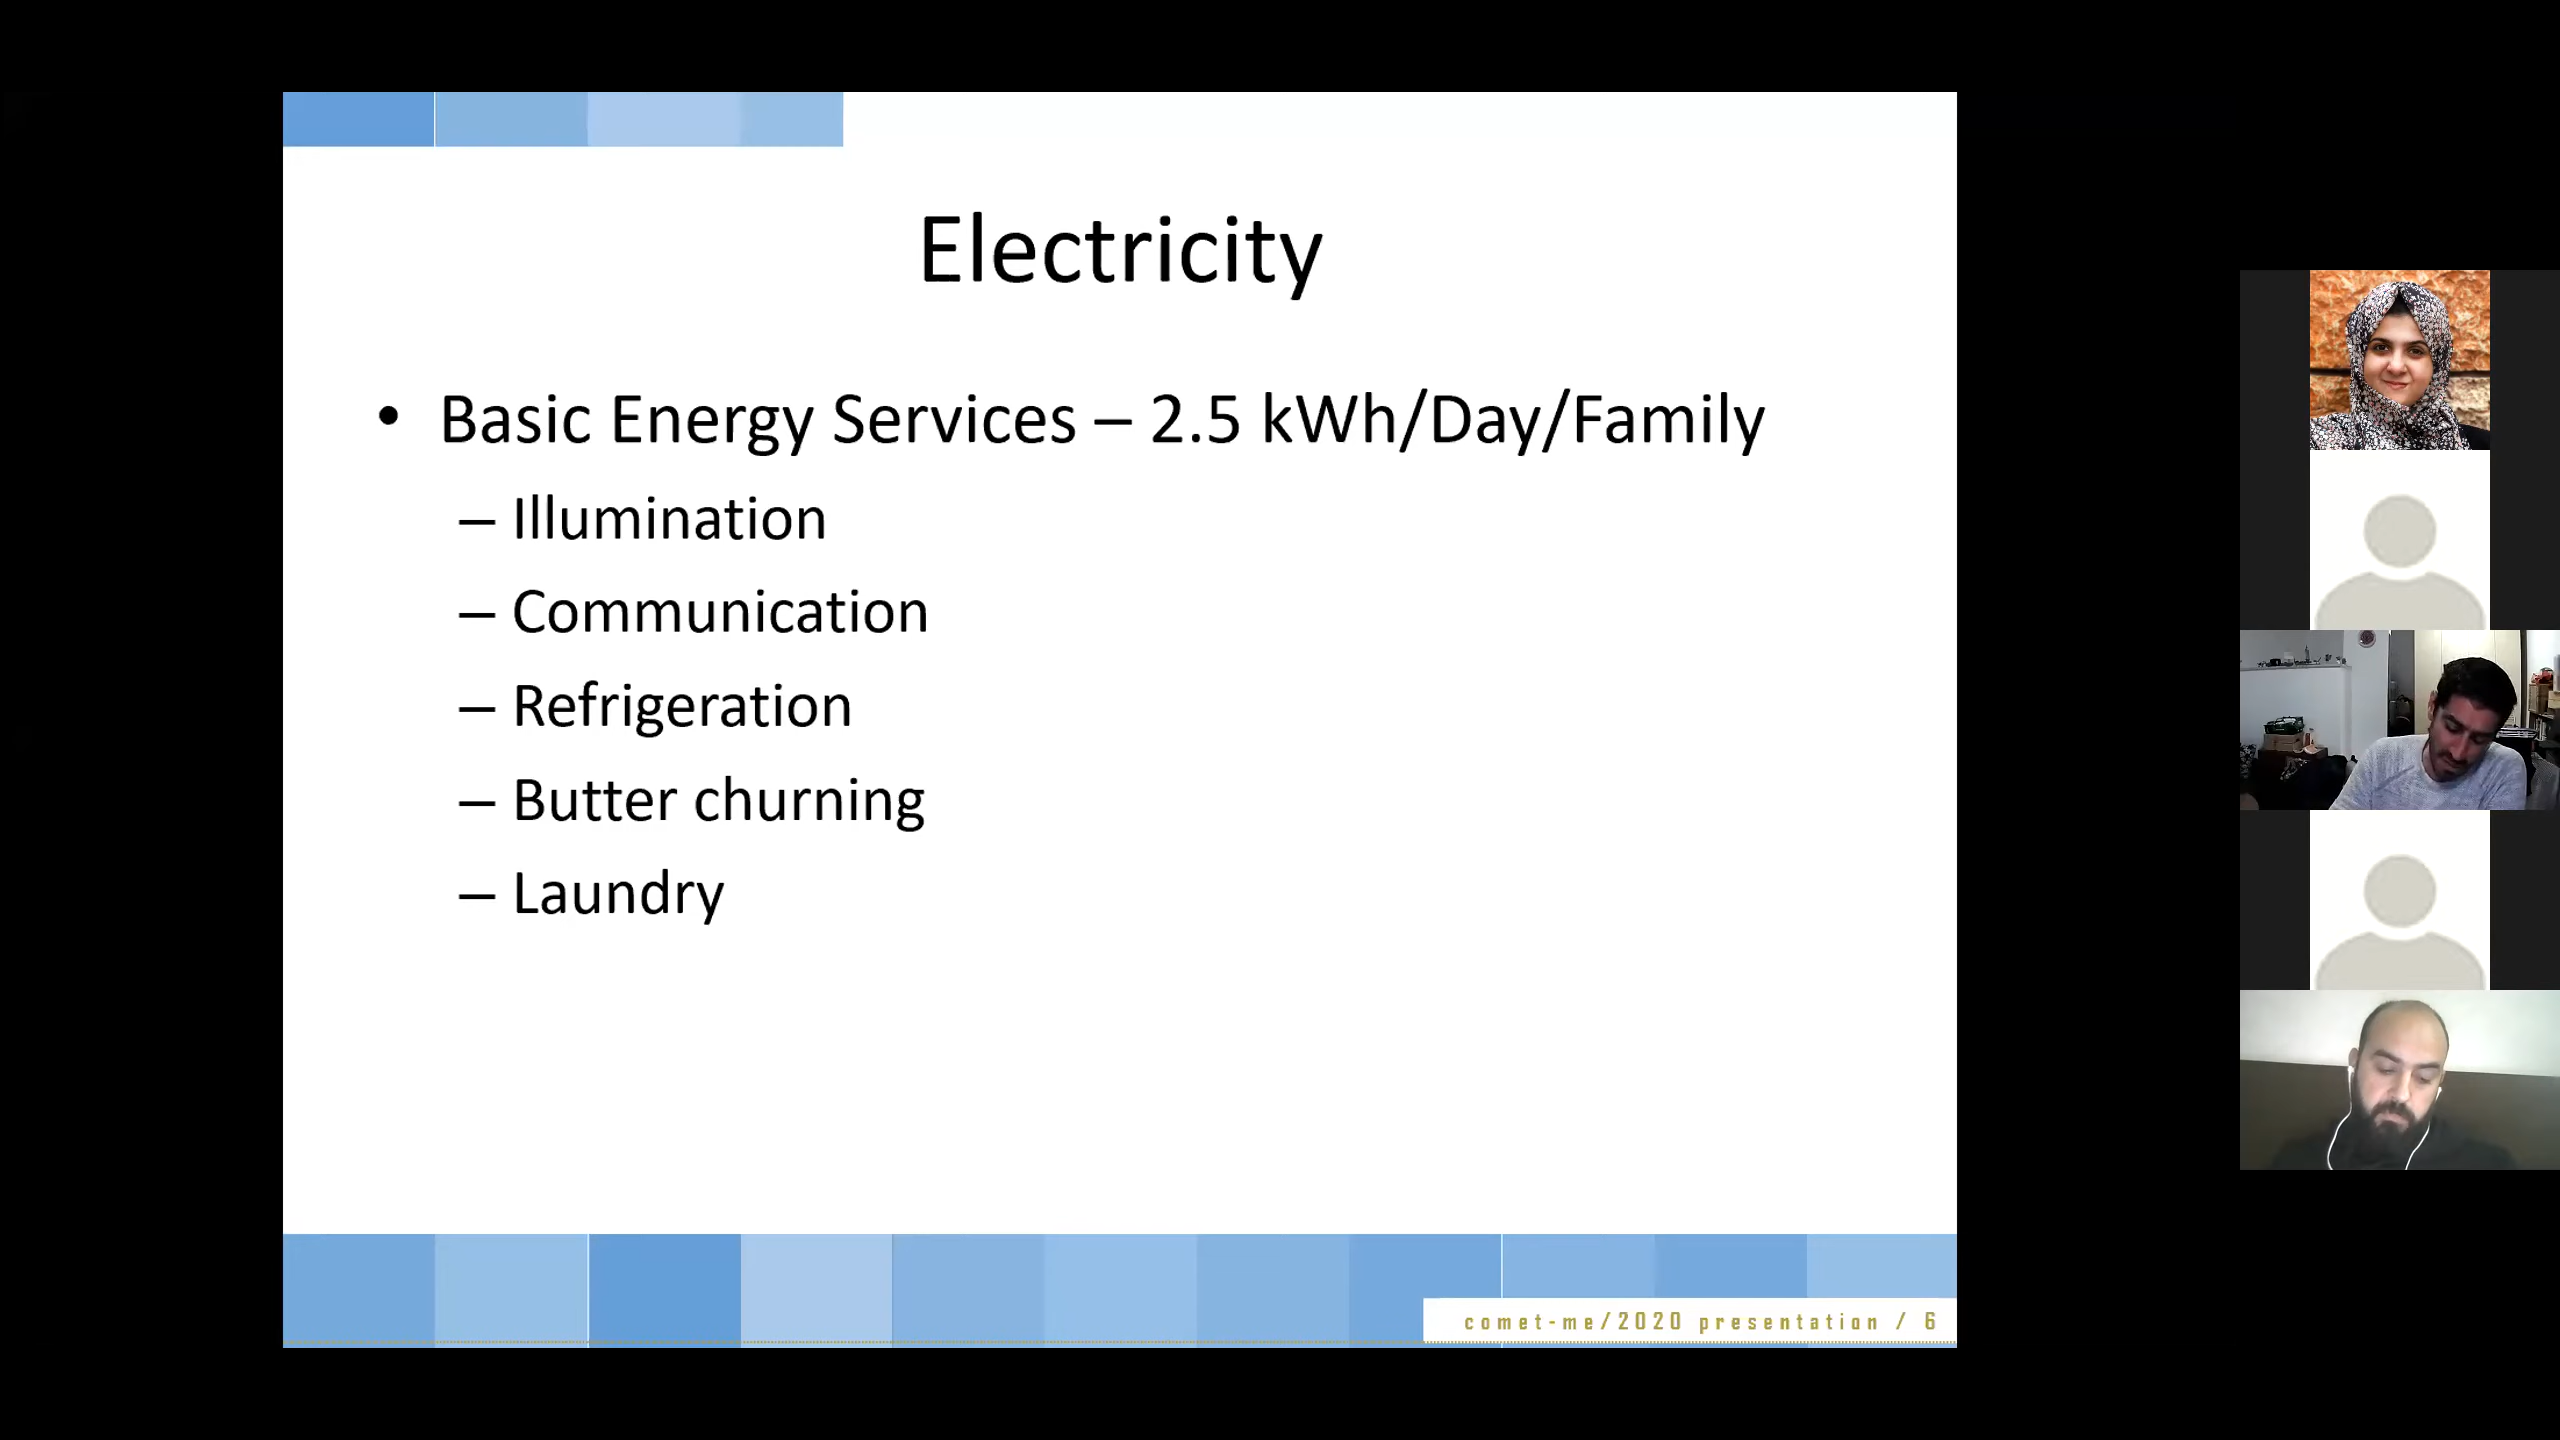 Electricity
• Basic Energy Services – 2.5 kWh/Day/Family
– Illumination
– Communication
– Refrigeration
– Butter churning
– Laundry
comet-me/2020 presentation / 6